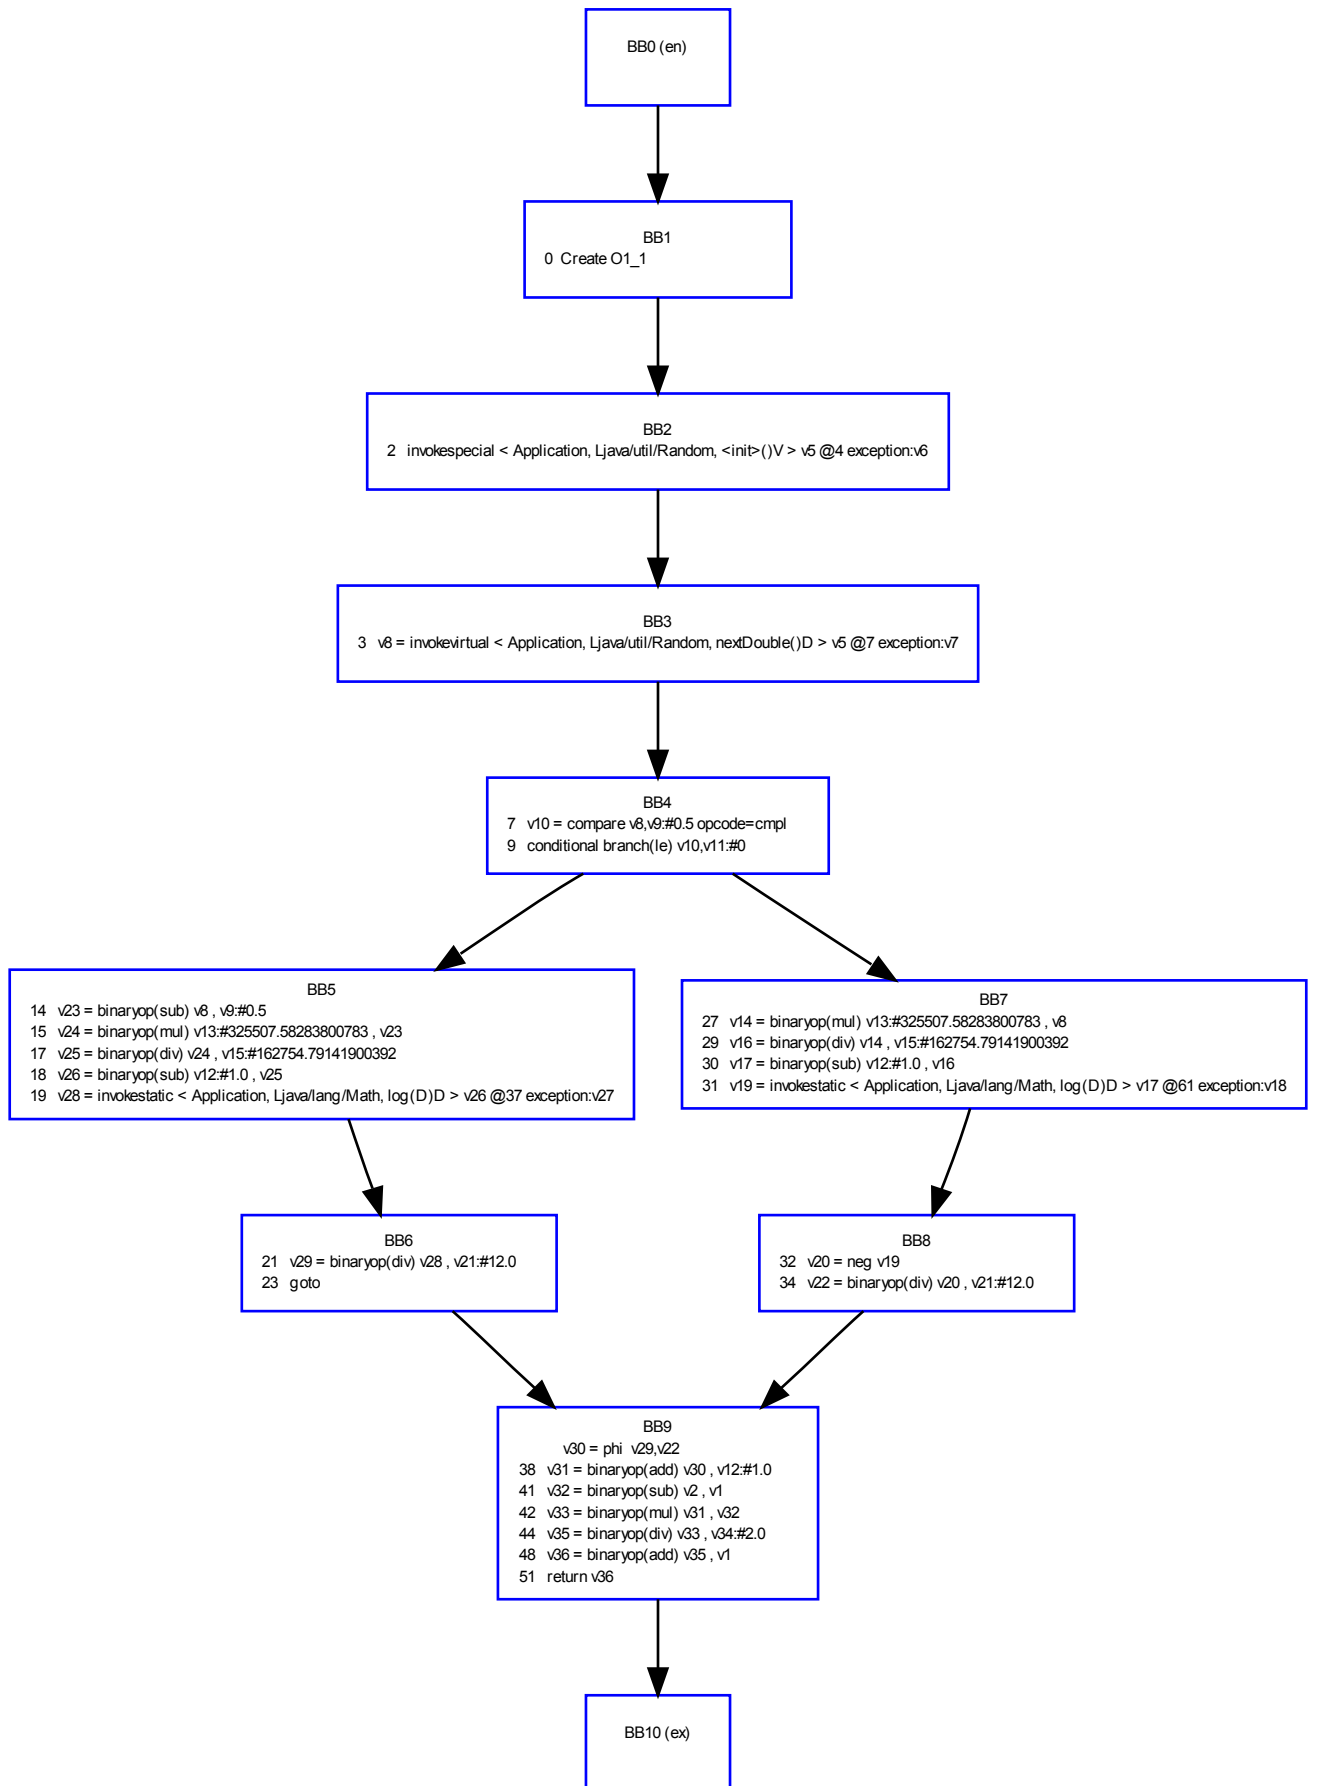 BB0 (en)
BB1
0 Create O1_1
BB2
2 invokespecial < Application, Ljava/util/Random, <init>()V > v5 @4 exception:v6
BB3
3 v8 = invokevirtual < Application, Ljava/util/Random, nextDouble()D > v5 @7 exception:v7
BB4
7 v10 = compare v8,v9:#0.5 opcode=cmpl
9 conditional branch(le) v10,v11:#0
BB5
14 v23 = binaryop(sub) v8 , v9:#0.5
15 v24 = binaryop(mul) v13:#325507.58283800783 , v23
17 v25 = binaryop(div) v24 , v15:#162754.79141900392
18 v26 = binaryop(sub) v12:#1.0 , v25
19 v28 = invokestatic < Application, Ljava/lang/Math, log(D)D > v26 @37 exception:v27
BB7
27 v14 = binaryop(mul) v13:#325507.58283800783 , v8
29 v16 = binaryop(div) v14 , v15:#162754.79141900392
30 v17 = binaryop(sub) v12:#1.0 , v16
31 v19 = invokestatic < Application, Ljava/lang/Math, log(D)D > v17 @61 exception:v18
BB6
21 v29 = binaryop(div) v28 , v21:#12.0
23 goto
BB8
32 v20 = neg v19
34 v22 = binaryop(div) v20 , v21:#12.0
BB9
v30 = phi v29,v22
38 v31 = binaryop(add) v30 , v12:#1.0
41 v32 = binaryop(sub) v2 , v1
42 v33 = binaryop(mul) v31 , v32
44 v35 = binaryop(div) v33 , v34:#2.0
48 v36 = binaryop(add) v35 , v1
51 return v36
BB10 (ex)